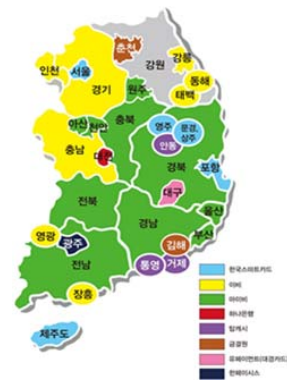 춘천
강원
강릉
인천
서울
동해
경기
원주
태백
아산
천안
충북
영주
문경,
상주
안동
충남
대전
경북
포항
대구
전북
울산
경남
영광
광주
부산
김해
전남
통영
거제
장흥
제주도
한국스마트카드
이비
마이비
하나은행
탑캐시
금결원
유페이먼트(대경카드)
한페이시스